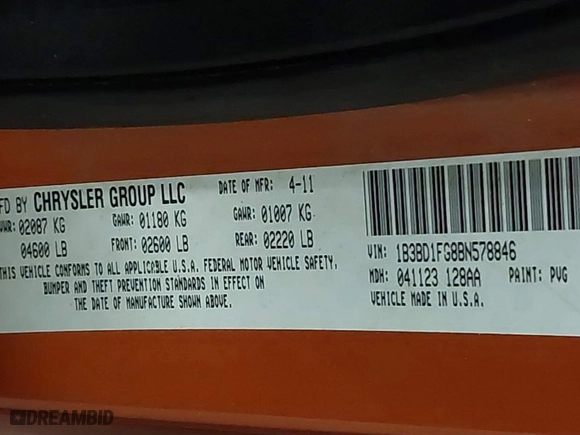 FD BY CHRYSLER GROUP LLC DATE OF MFR: 4-11
VWR: 02087 KG GAWR: 01180 KG GAWR: 01007 KG
04600 LB FRONT: 02600 LB REAR: 02220 LB
THIS VEHICLE CONFORMS TO ALL APPLICABLE U.S.A. FEDERAL MOTOR VEHICLE SAFETY,
BUMPER AND THEFT PREVENTION STANDARDS IN EFFECT ON
THE DATE OF MANUFACTURE SHOWN ABOVE.
VIN: 1B3BD1FG8BN578846
MDH: 041123 128AA PAINT: PVG
VEHICLE MADE IN U.S.A.
DREAMBID